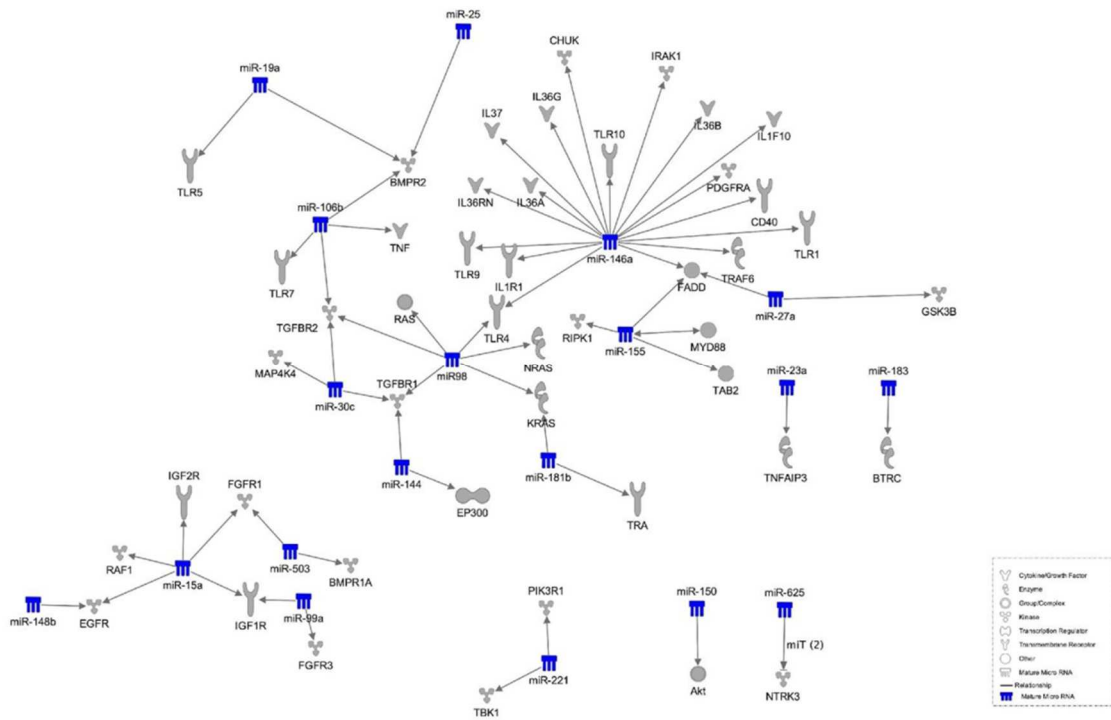 miR-25
miR-19a
CHUK
IRAK1
IL36G
IL37
IL36B
IL1F10
TLR10
TLR5
BMPR2
PDGFRA
IL36RN
IL36A
CD40
miR-106b
TNF
TLR1
miR-146a
TLR9
IL1R1
TRAF6
FADD
TLR7
miR-27a
GSK3B
TGFBR2
RAS
TLR4
RIPK1
miR-155
MYD88
MAP4K4
miR98
NRAS
TGFBR1
TAB2
miR-23a
miR-183
miR-30c
KRAS
miR-144
miR-181b
TNFAIP3
BTRC
IGF2R
FGFR1
EP300
TRA
RAF1
miR-15a
miR-503
BMPR1A
PIK3R1
miR-150
miR-625
miR-148b
EGFR
IGF1R
miR-99a
miT (2)
FGFR3
miR-221
TBK1
Akt
NTRK3
Cytokine/Growth Factor
Enzyme
Group/Complex
Kinase
Transcription Regulator
Transmembrane Receptor
Other
Mature Micro RNA
Relationship
Mature Micro RNA